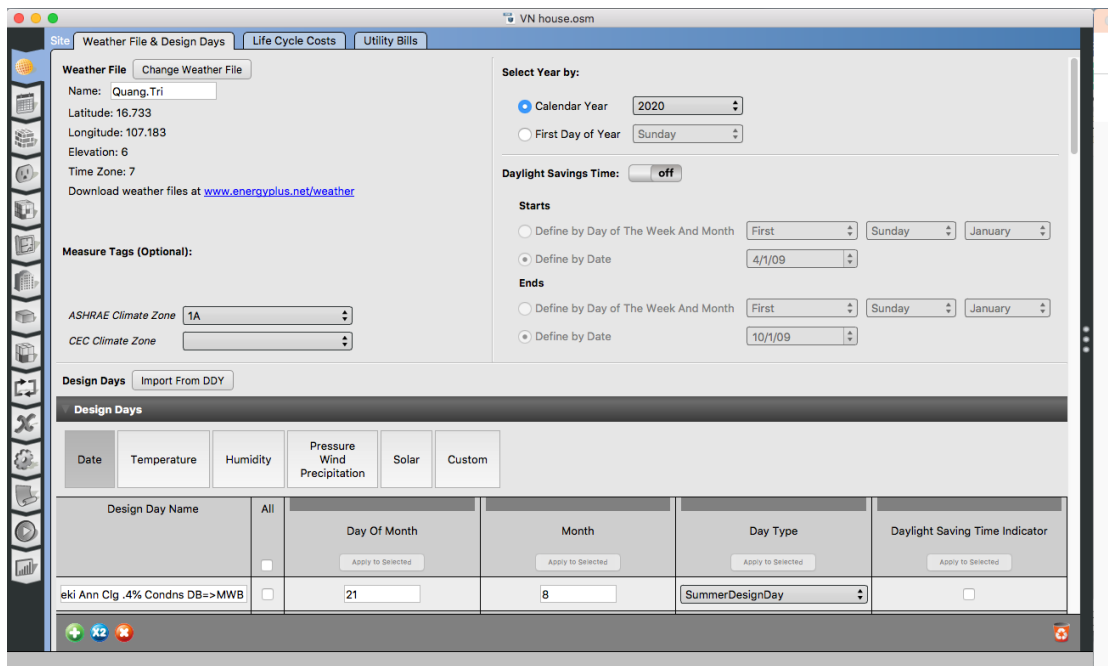 VN house.osm
Site Weather File & Design Days Life Cycle Costs Utility Bills
Weather File Change Weather File
Name: Quang.Tri
Latitude: 16.733
Longitude: 107.183
Elevation: 6
Time Zone: 7
Download weather files at www.energyplus.net/weather
Measure Tags (Optional):
ASHRAE Climate Zone 1A
CEC Climate Zone
Select Year by:
Calendar Year 2020
First Day of Year Sunday
Daylight Savings Time: off
Starts
Define by Day of The Week And Month First Sunday January
Define by Date 4/1/09
Ends
Define by Day of The Week And Month First Sunday January
Define by Date 10/1/09
Design Days Import From DDY
Design Days
Date Temperature Humidity Pressure Wind Precipitation Solar Custom
Design Day Name All Day Of Month Month Day Type Daylight Saving Time Indicator
Apply to Selected Apply to Selected Apply to Selected Apply to Selected
eki Ann Clg .4% Condns DB=>MWB 21 8 SummerDesignDay
X2